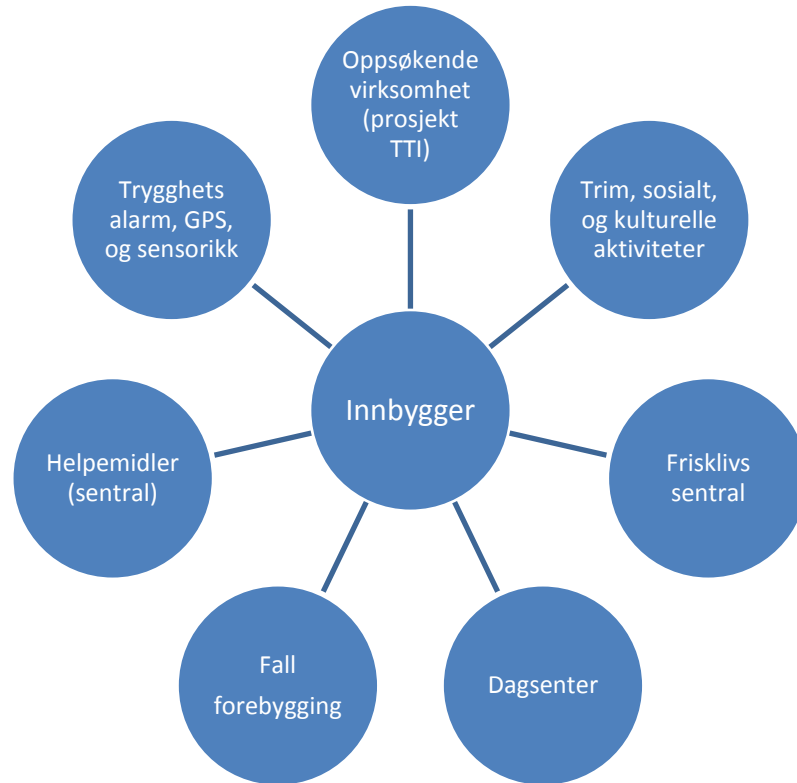 Oppsøkende
virksomhet
(prosjekt
TTI)
Trim, sosialt,
og kulturelle
aktiviteter
Frisklivs
sentral
Dagsenter
Fall
forebygging
Helpemidler
(sentral)
Trygghets
alarm, GPS,
og sensorikk
Innbygger